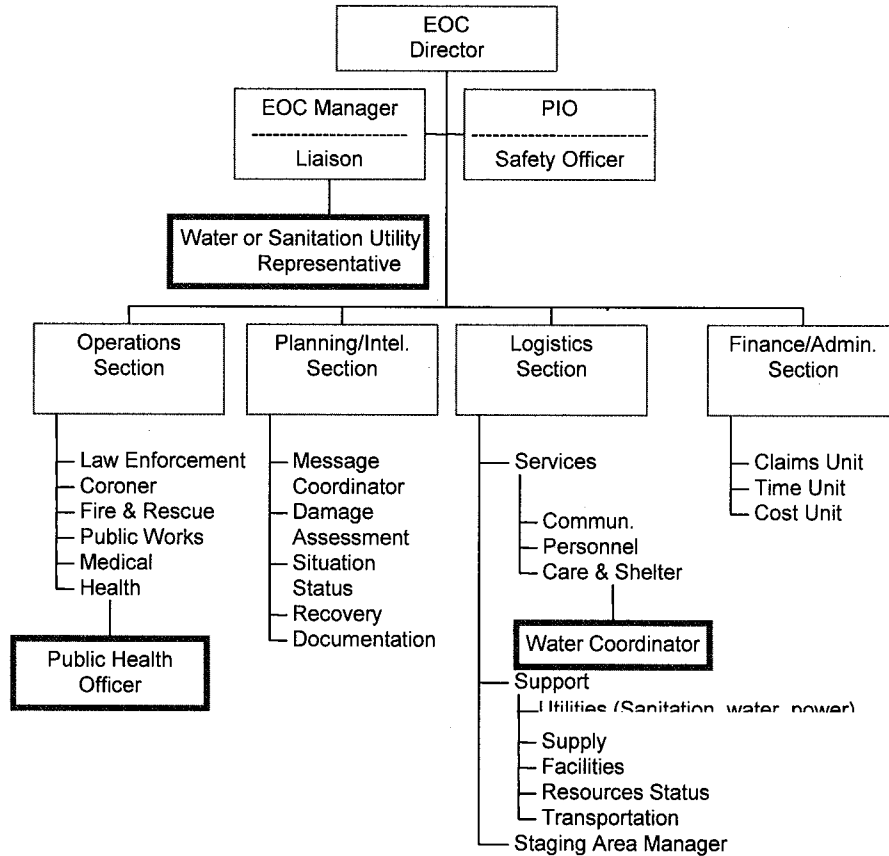 EOC
Director
EOC Manager
Liaison
PIO
Safety Officer
Water or Sanitation Utility
Representative
Operations
Section
Planning/Intel.
Section
Logistics
Section
Finance/Admin.
Section
Law Enforcement
Coroner
Fire & Rescue
Public Works
Medical
Health
Public Health
Officer
Message
Coordinator
Damage
Assessment
Situation
Status
Recovery
Documentation
Services
Commun.
Personnel
Care & Shelter
Water Coordinator
Support
Utilities (Sanitation, water, power)
Supply
Facilities
Resources Status
Transportation
Staging Area Manager
Claims Unit
Time Unit
Cost Unit